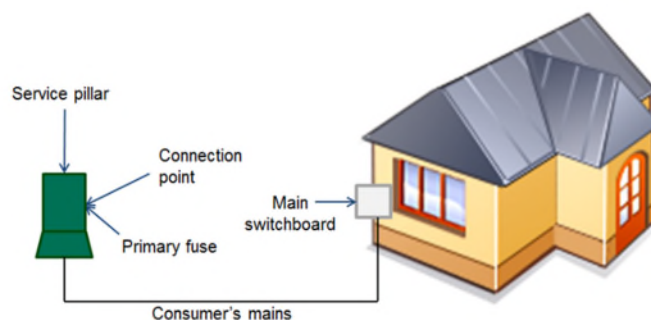 Service pillar
Connection
point
Primary fuse
Main
switchboard
Consumer's mains